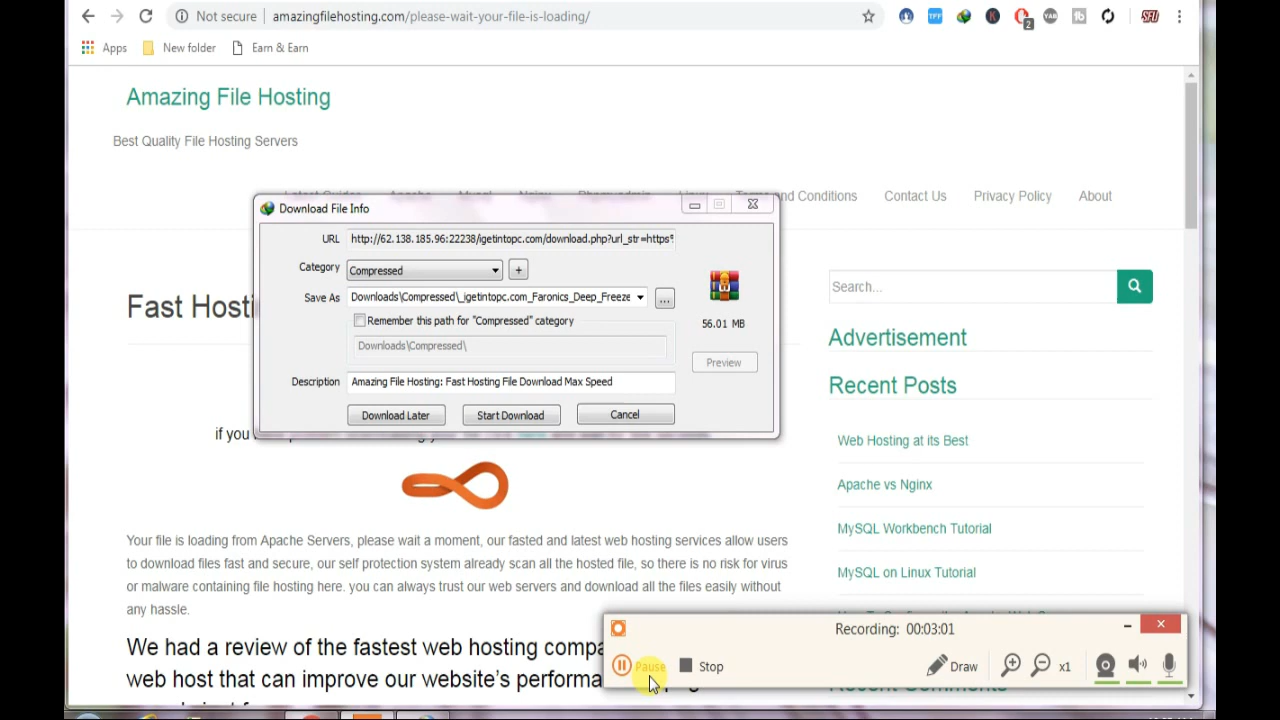 Not secure
amazingfilehosting.com/please-wait-your-file-is-loading/
TFF
K
2
YAB
tb
SFU
Apps
New folder
Earn & Earn
Amazing File Hosting
Best Quality File Hosting Servers
and Conditions
Contact Us
Privacy Policy
About
Download File Info
URL
http://62.138.185.96:22238/igetintopc.com/download.php?url_str=https
Category
Compressed
+
Save As
Downloads\Compressed\_igetintopc.com_Faronics_Deep_Freeze
...
Remember this path for "Compressed" category
Downloads\Compressed\
56.01 MB
Preview
Description
Amazing File Hosting: Fast Hosting File Download Max Speed
Download Later
Start Download
Cancel
Fast Hosti
Search...
Advertisement
Recent Posts
Web Hosting at its Best
Apache vs Nginx
MySQL Workbench Tutorial
MySQL on Linux Tutorial
if you
Your file is loading from Apache Servers, please wait a moment, our fasted and latest web hosting services allow users
to download files fast and secure, our self protection system already scan all the hosted file, so there is no risk for virus
or malware containing file hosting here. you can always trust our web servers and download all the files easily without
any hassle.
We had a review of the fastest web hosting compa
web host that can improve our website's performa
Recording: 00:03:01
Pause
Stop
Draw
x1